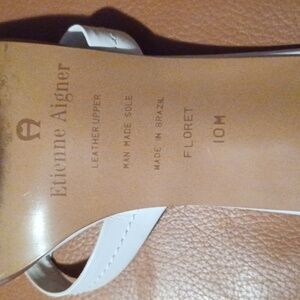 Etienne Aigner
LEATHER UPPER
MAN MADE SOLE
MADE IN BRAZIL
FLORET
10M